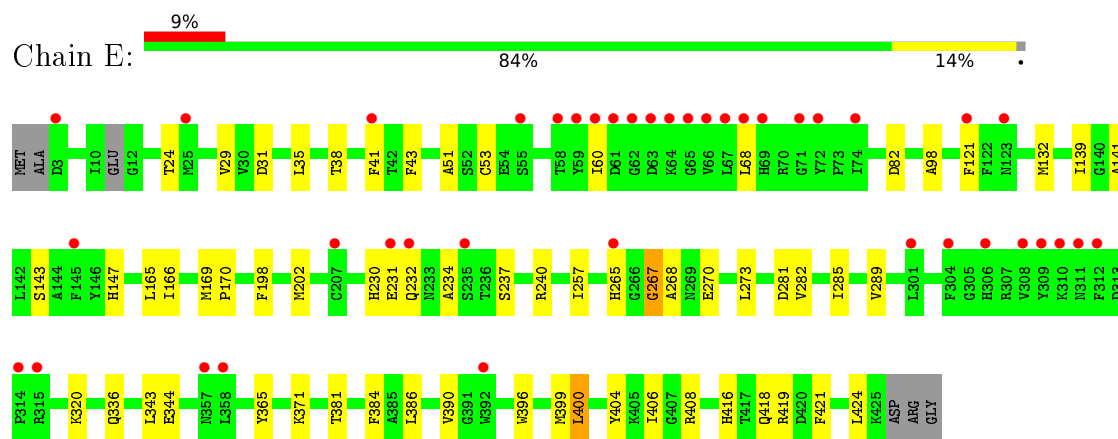 9%
Chain E:
84% 14% •
MET ALA D3 I10 GLU G12 T24 M25 V29 V30 D31 L35 T38 F41 T42 F43 A51 S52 C53 E54 S55 T58 Y59 I60 D61 G62 D63 K64 G65 V66 L67 L68 H69 R70 G71 Y72 P73 I74 D82 A98 F121 F122 N123 M132 I139 G140 A141
L142 S143 A144 F145 Y146 H147 L165 I166 M169 P170 F198 M202 C207 H230 E231 Q232 N233 A234 S235 T236 S237 R240 I257 H265 G266 G267 A268 N269 E270 L273 D281 V282 I285 V289 L301 F304 G305 H306 R307 V308 Y309 K310 N311 F312 D313
P314 R315 K320 Q336 L343 E344 N357 L358 Y365 K371 T381 F384 A385 L386 V390 G391 W392 W396 M399 L400 Y404 K405 I406 G407 R408 H416 T417 Q418 R419 D420 F421 L424 K425 ASP ARG GLY